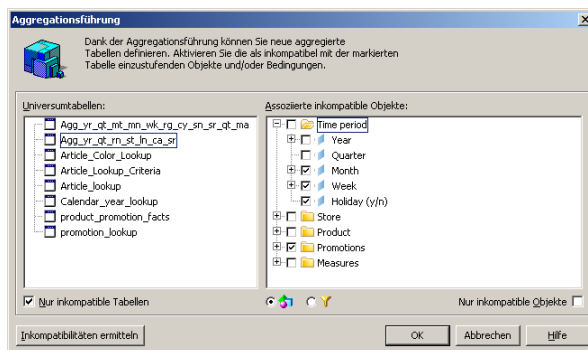 Aggregationsführung
Dank der Aggregationsführung können Sie neue aggregierte
Tabellen definieren. Aktivieren Sie die als inkompatibel mit der markierten
Tabelle einzustufenden Objekte und/oder Bedingungen.
Universumtabellen:
Agg_yr_qt_mt_mn_wk_rg_cy_sn_sr_qt_ma
Agg_yr_qt_rn_st_ln_ca_sr
Article_Color_Lookup
Article_Lookup_Criteria
Article_lookup
Calendar_year_lookup
product_promotion_facts
promotion_lookup
Nur inkompatible Tabellen
Assoziierte inkompatible Objekte:
Time period
Year
Quarter
Month
Week
Holiday (y/n)
Store
Product
Promotions
Measures
Nur inkompatible Objekte
Inkompatibilitäten ermitteln
OK
Abbrechen
Hilfe